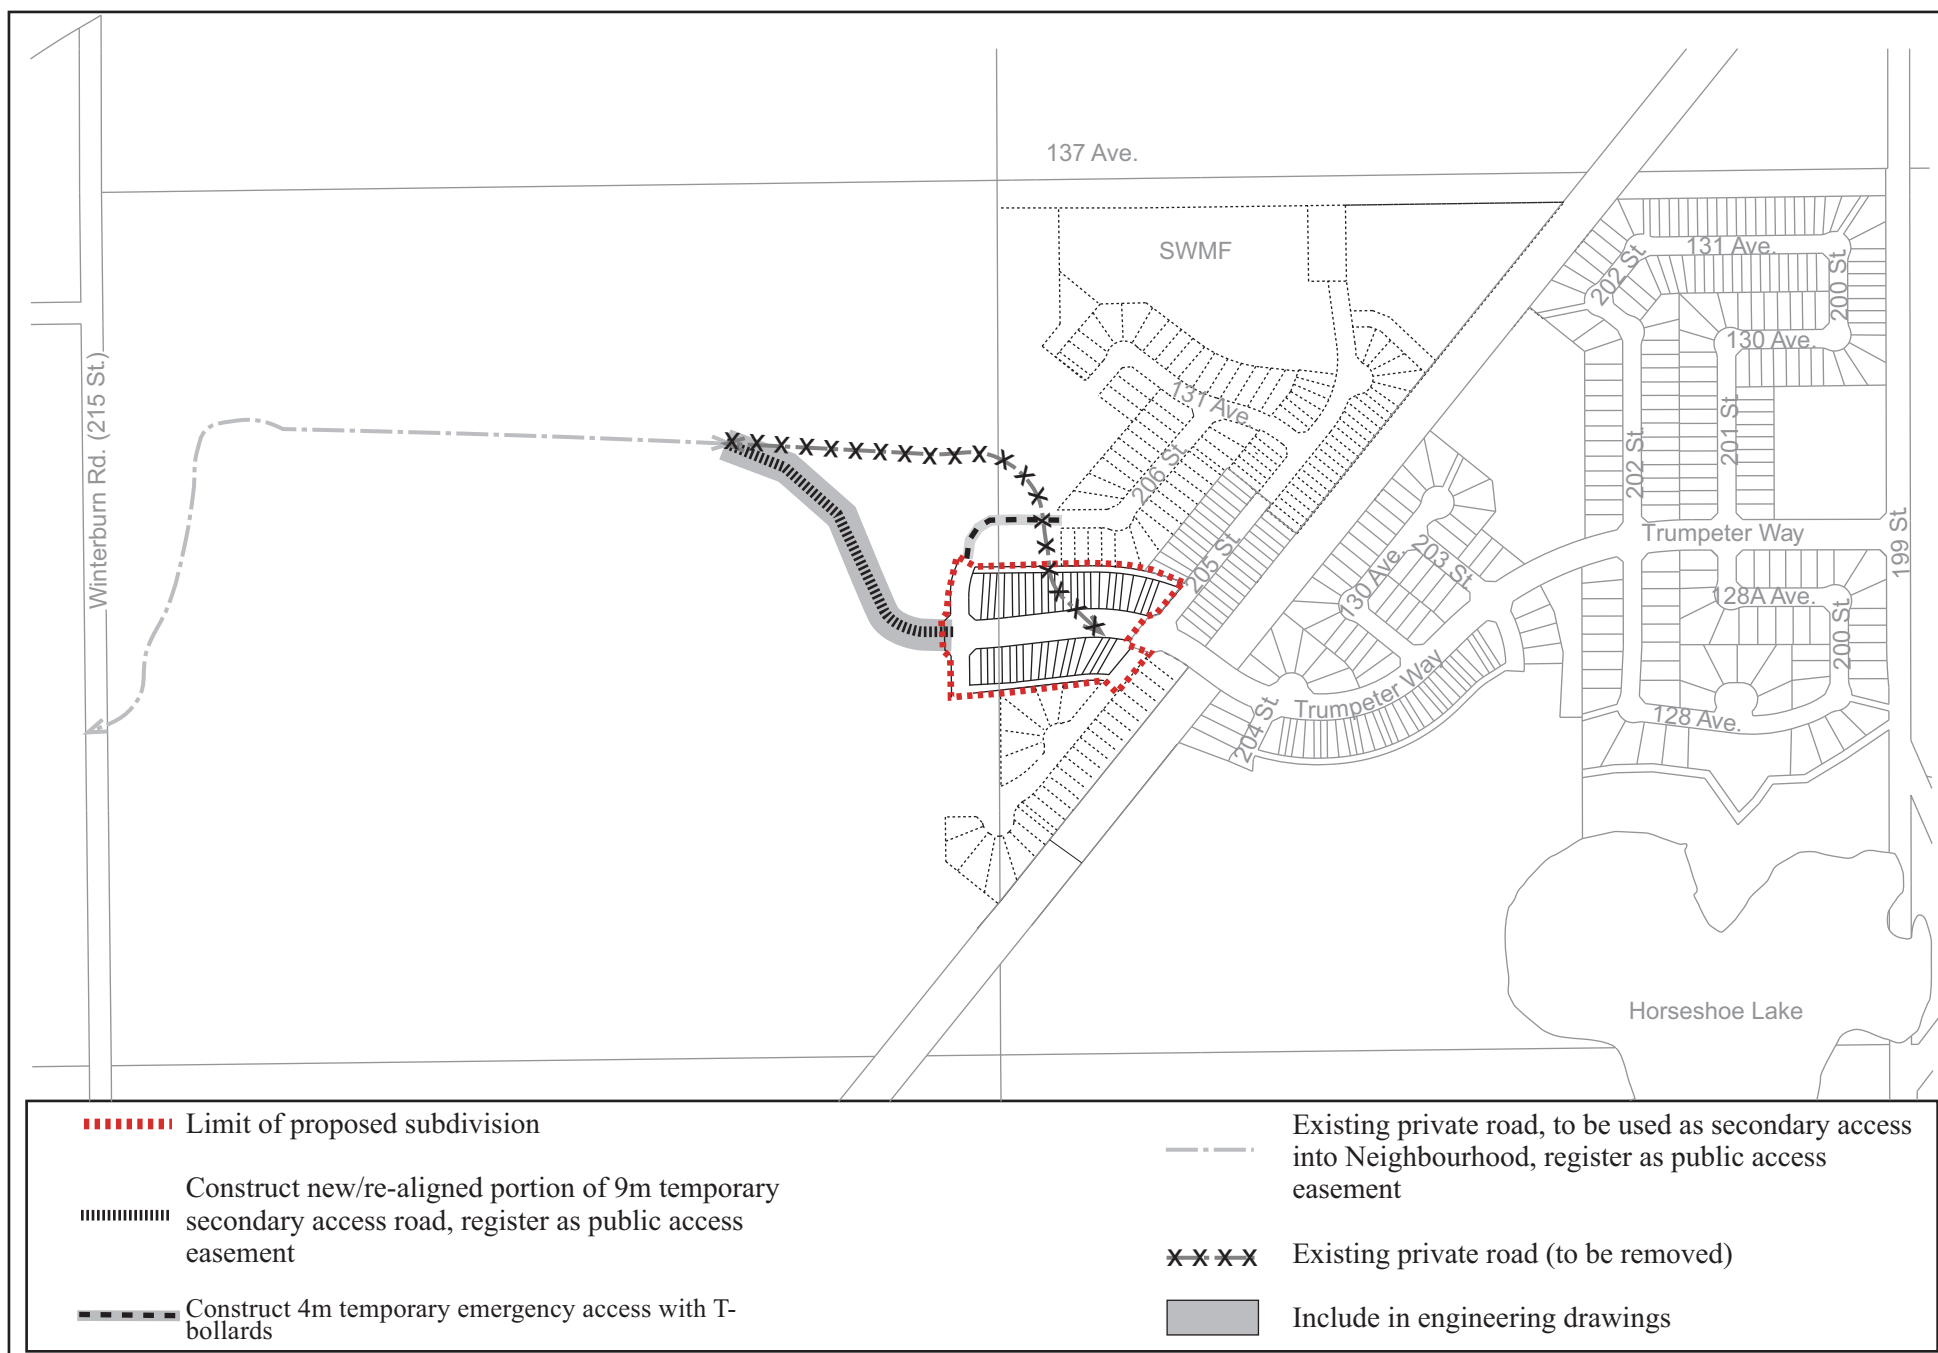 137 Ave.
SWMF
131 Ave.
202 St
200 St
130 Ave.
Winterburn Rd. (215 St.)
131 Ave
206 St
202 St
201 St
205 St
130 Ave.
203 St
Trumpeter Way
199 St
128A Ave.
200 St
204 St
Trumpeter Way
128 Ave.
Horseshoe Lake
Limit of proposed subdivision
Construct new/re-aligned portion of 9m temporary
secondary access road, register as public access
easement
Construct 4m temporary emergency access with T-
bollards
Existing private road, to be used as secondary access
into Neighbourhood, register as public access
easement
X X X X Existing private road (to be removed)
Include in engineering drawings